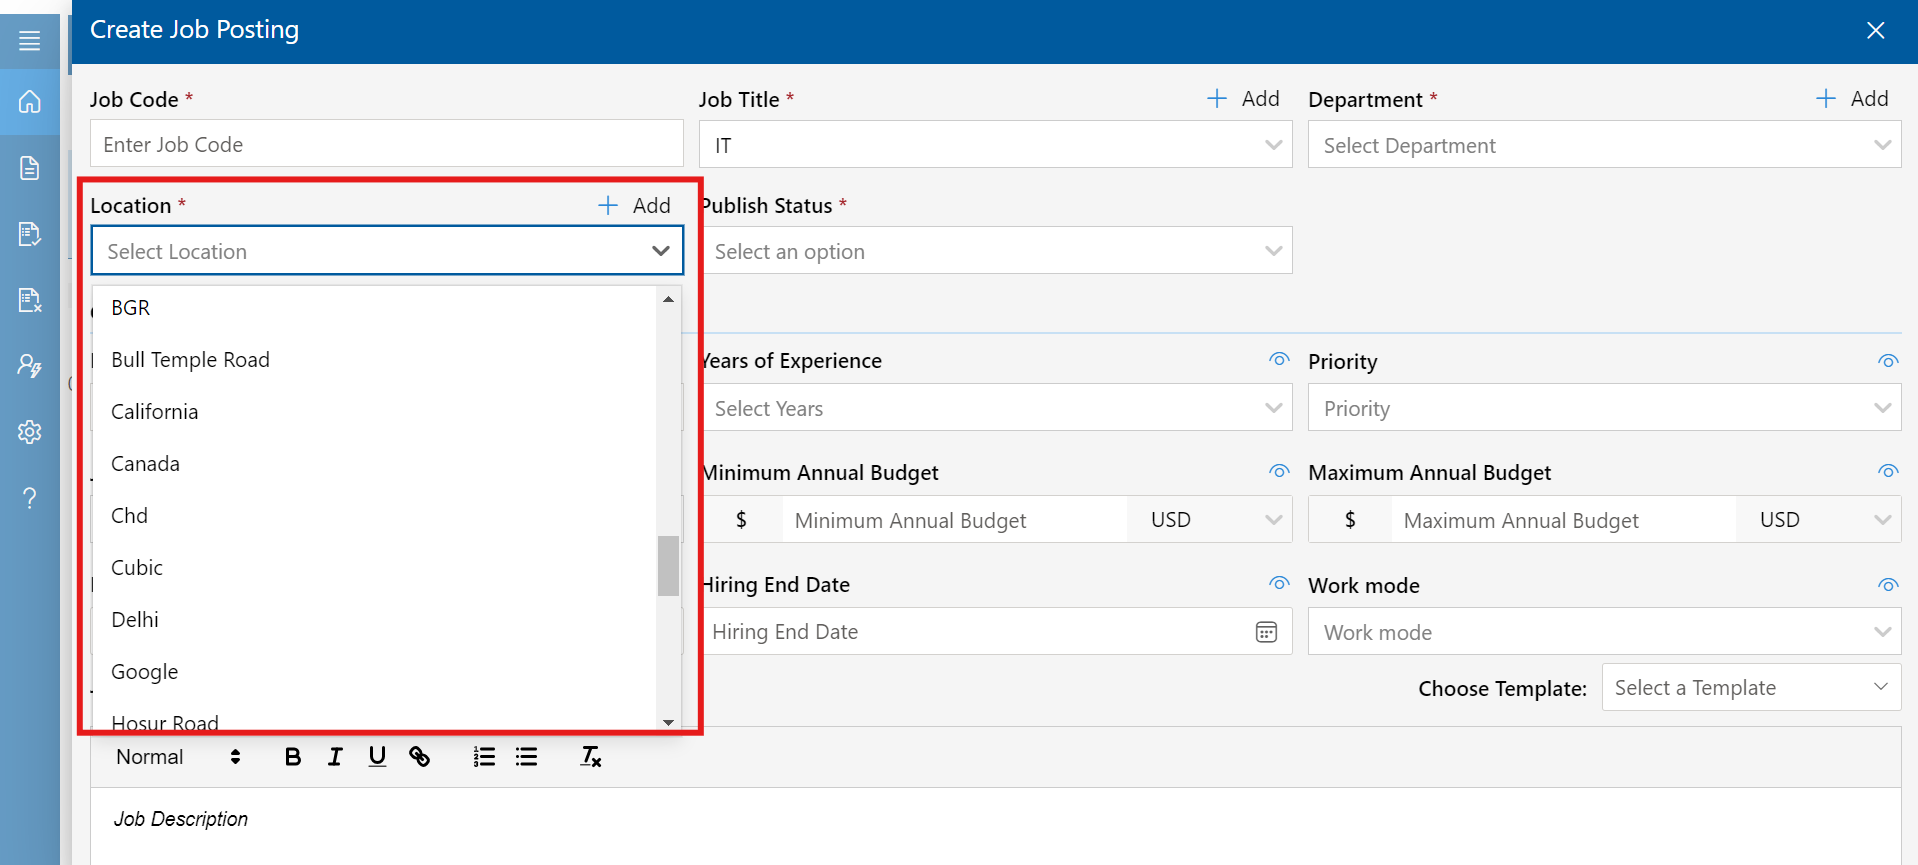 Create Job Posting
Job Code *
Job Title *
Add
Department *
Add
Enter Job Code
IT
Select Department
Location *
Add
Publish Status *
Select Location
Select an option
BGR
Bull Temple Road
California
Canada
Chd
Cubic
Delhi
Google
Hosur Road
Years of Experience
Priority
Select Years
Priority
Minimum Annual Budget
Maximum Annual Budget
$ Minimum Annual Budget USD
$ Maximum Annual Budget USD
Hiring End Date
Work mode
Hiring End Date
Work mode
Choose Template: Select a Template
Normal
Job Description